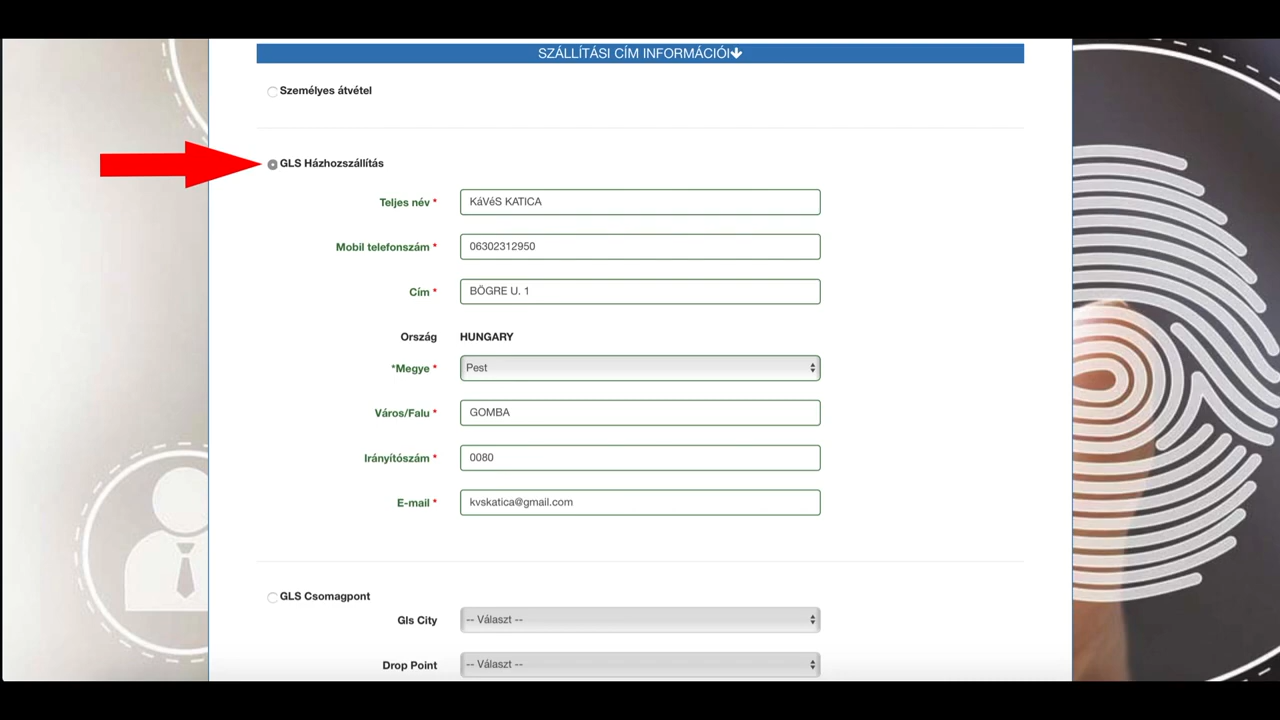 SZÁLLÍTÁSI CÍM INFORMÁCIÓI
Személyes átvétel
GLS Házhozszállítás
Teljes név * KáVéS KATICA
Mobil telefonszám * 06302312950
Cím * BÖGRE U. 1
Ország HUNGARY
*Megye * Pest
Város/Falu * GOMBA
Irányítószám * 0080
E-mail * kvskatica@gmail.com
GLS Csomagpont
Gls City -- Választ --
Drop Point -- Választ --